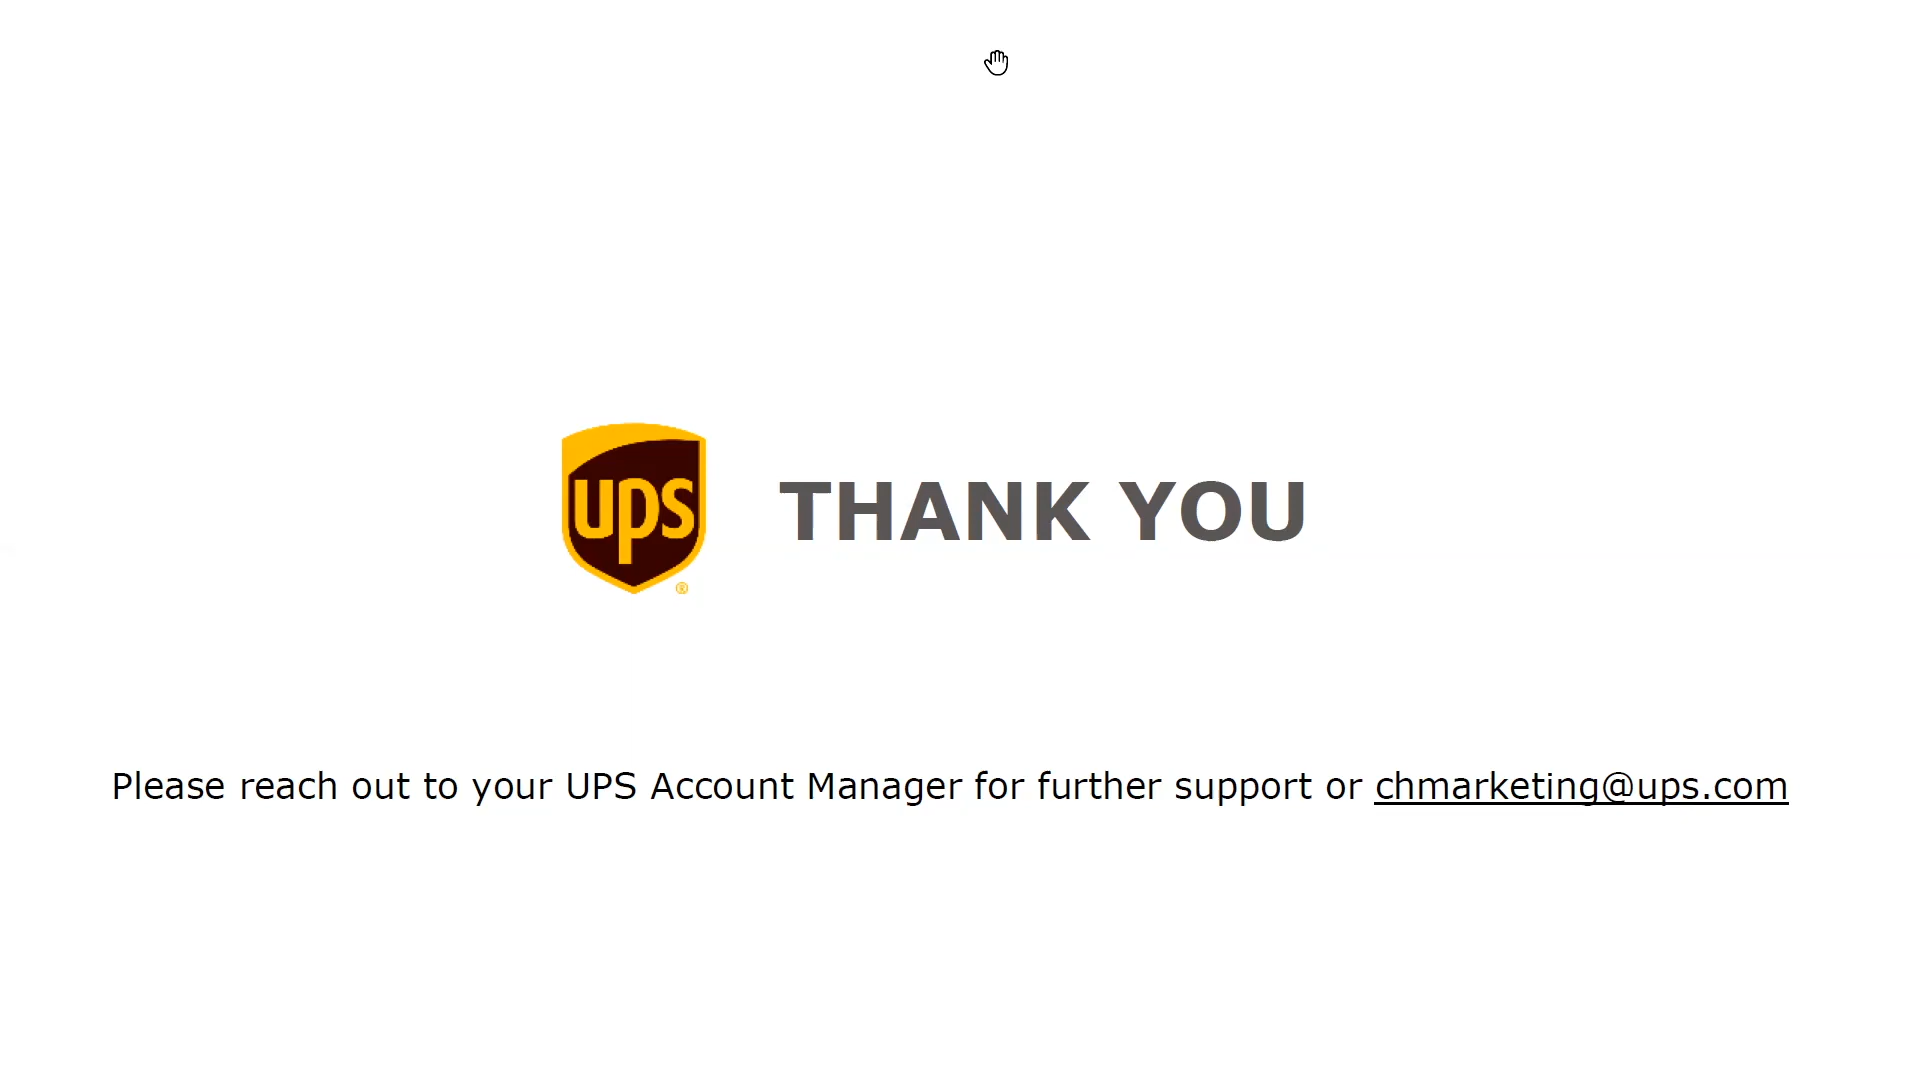 ups
THANK YOU
®
Please reach out to your UPS Account Manager for further support or chmarketing@ups.com